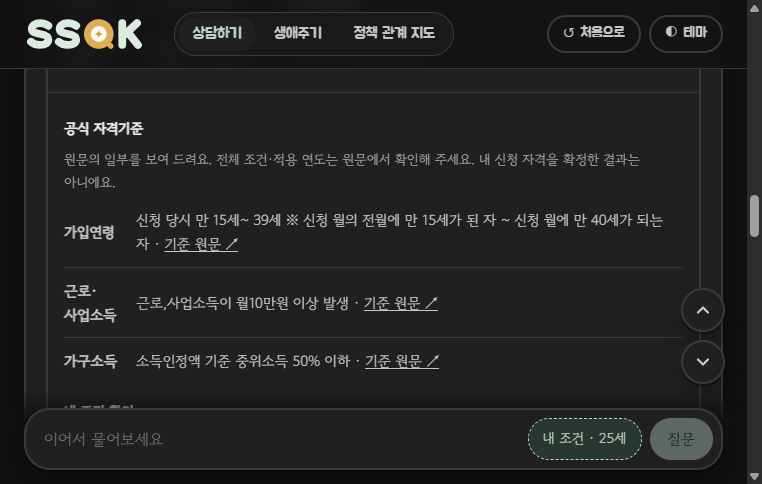 SSOK
상담하기 생애주기 정책 관계 지도 ↺ 처음으로 ◐ 테마
공식 자격기준
원문의 일부를 보여 드려요. 전체 조건·적용 연도는 원문에서 확인해 주세요. 내 신청 자격을 확정한 결과는
아니에요.
가입연령
신청 당시 만 15세~ 39세 ※ 신청 월의 전월에 만 15세가 된 자 ~ 신청 월에 만 40세가 되는
자 · 기준 원문 ↗
근로·
사업소득
근로,사업소득이 월10만원 이상 발생 · 기준 원문 ↗
가구소득 소득인정액 기준 중위소득 50% 이하 · 기준 원문 ↗
이어서 물어보세요 내 조건 · 25세 질문